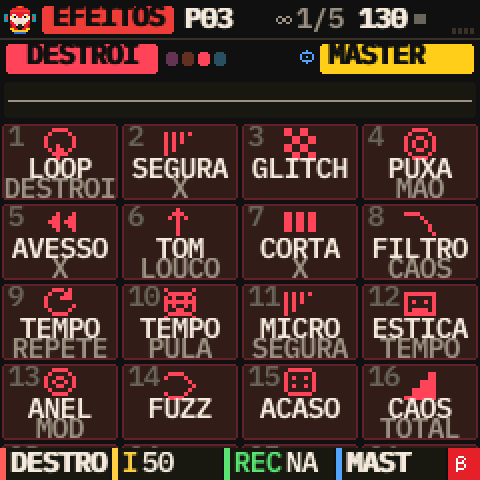 EFEITOS P03 ∞1/5 130
DESTROI MASTER
1 2 3 4
LOOP SEGURA GLITCH PUXA
DESTROI X MAO
5 6 7 8
AVESSO TOM CORTA FILTRO
X LOUCO X CAOS
9 10 11 12
TEMPO TEMPO MICRO ESTICA
REPETE PULA SEGURA TEMPO
13 14 15 16
ANEL FUZZ ACASO CAOS
MOD TOTAL
DESTRO I50 REC NA MAST β